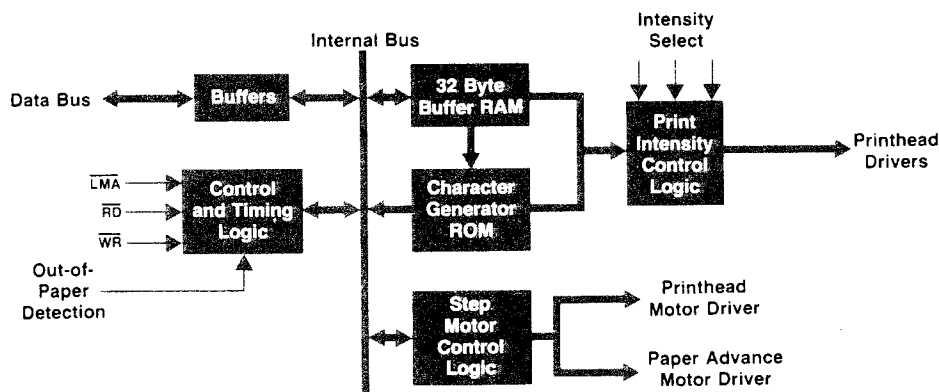 Intensity
Select
Internal Bus
Data Bus
Buffers
32 Byte
Buffer RAM
Print
Intensity
Control
Logic
Printhead
Drivers
LMA
RD
WR
Control
and Timing
Logic
Character
Generator
ROM
Out-of-
Paper
Detection
Step
Motor
Control
Logic
Printhead
Motor Driver
Paper Advance
Motor Driver